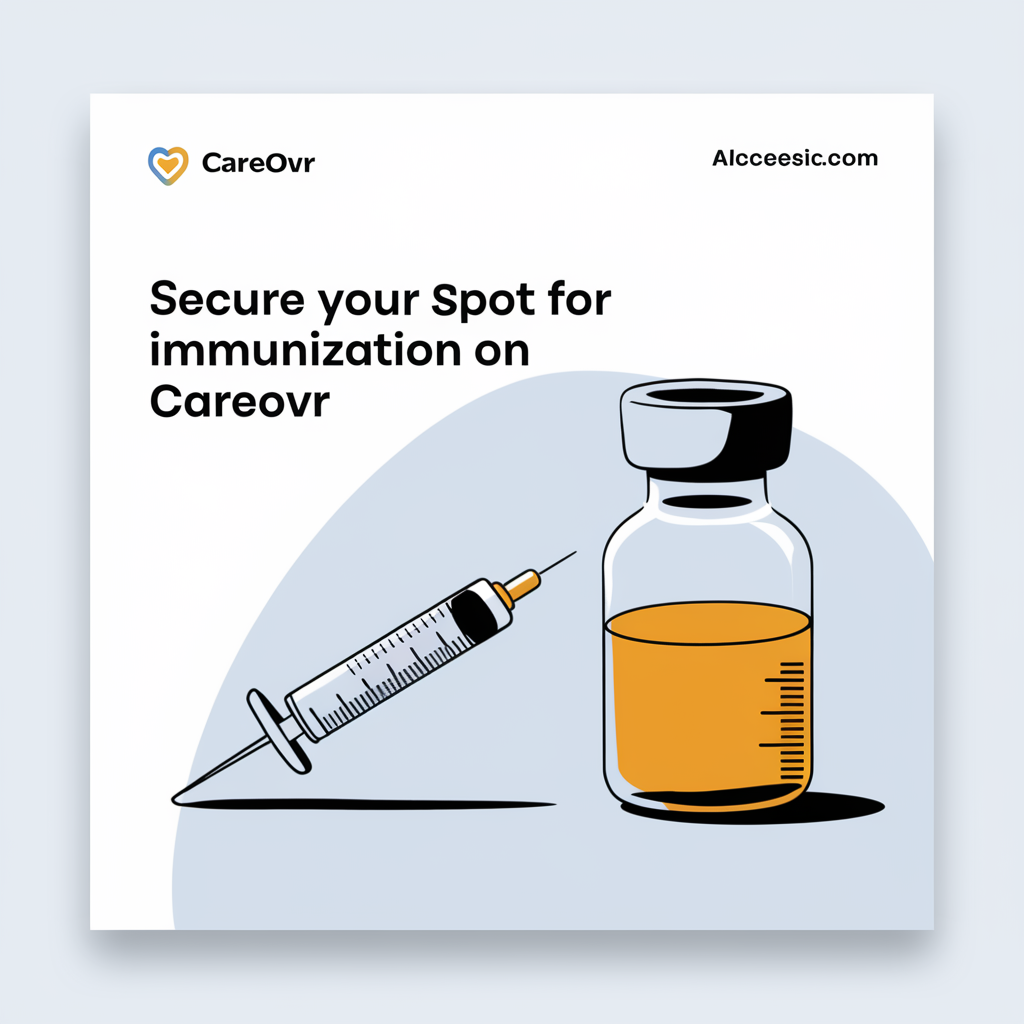 CareOvr
Alcceesic.com
Secure your Spot for
immunization on
Careovr